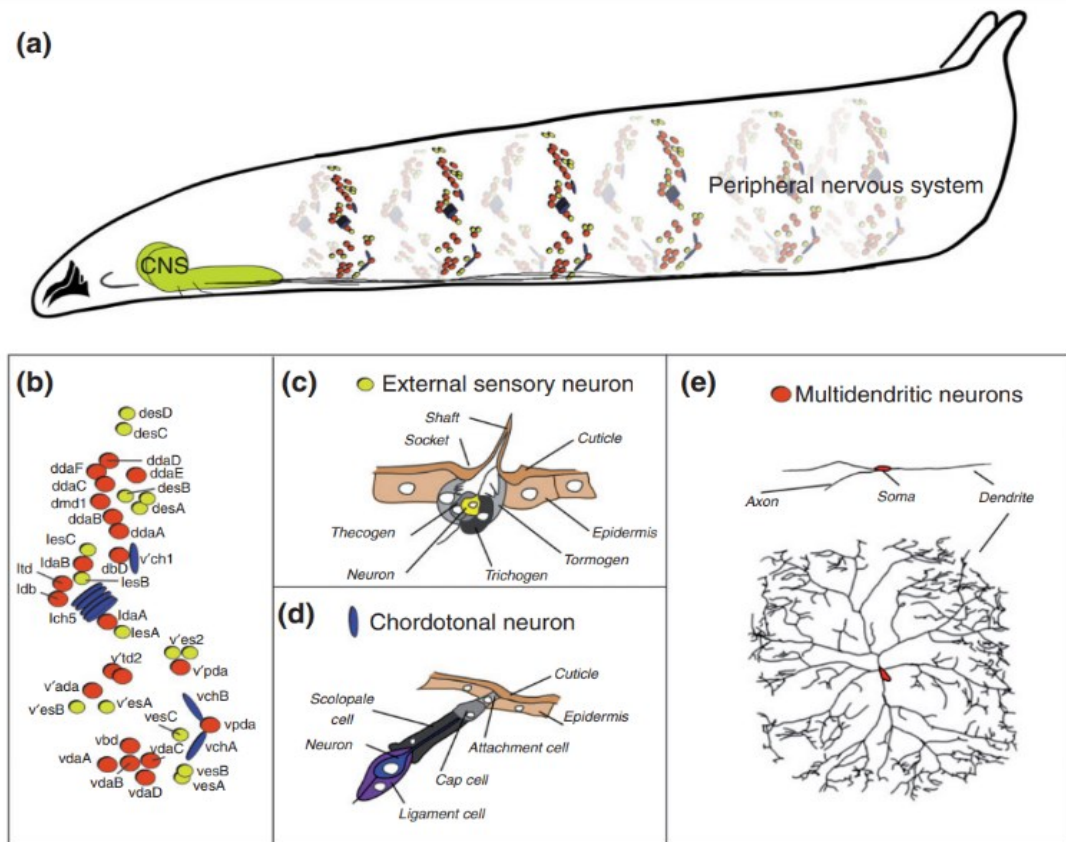 (a)
Peripheral nervous system
CNS
(b)
desD
desC
ddaD
ddaF
ddaE
ddaC
desB
dmd1
desA
ddaB
ddaA
lesC
v'ch1
ldaB
dbD
ltd
lesB
ldb
lch5
ldaA
lesA
v'es2
v'td2
v'pda
v'ada
vchB
v'esB
v'esA
vesC
vpda
vbd
vdaC
vchA
vdaA
vdaB
vesB
vdaD
vesA
(c)
External sensory neuron
Shaft
Socket
Cuticle
Thecogen
Epidermis
Neuron
Tormogen
Trichogen
(d)
Chordotonal neuron
Cuticle
Scolopale
cell
Epidermis
Neuron
Attachment cell
Cap cell
Ligament cell
(e)
Multidendritic neurons
Axon
Soma
Dendrite